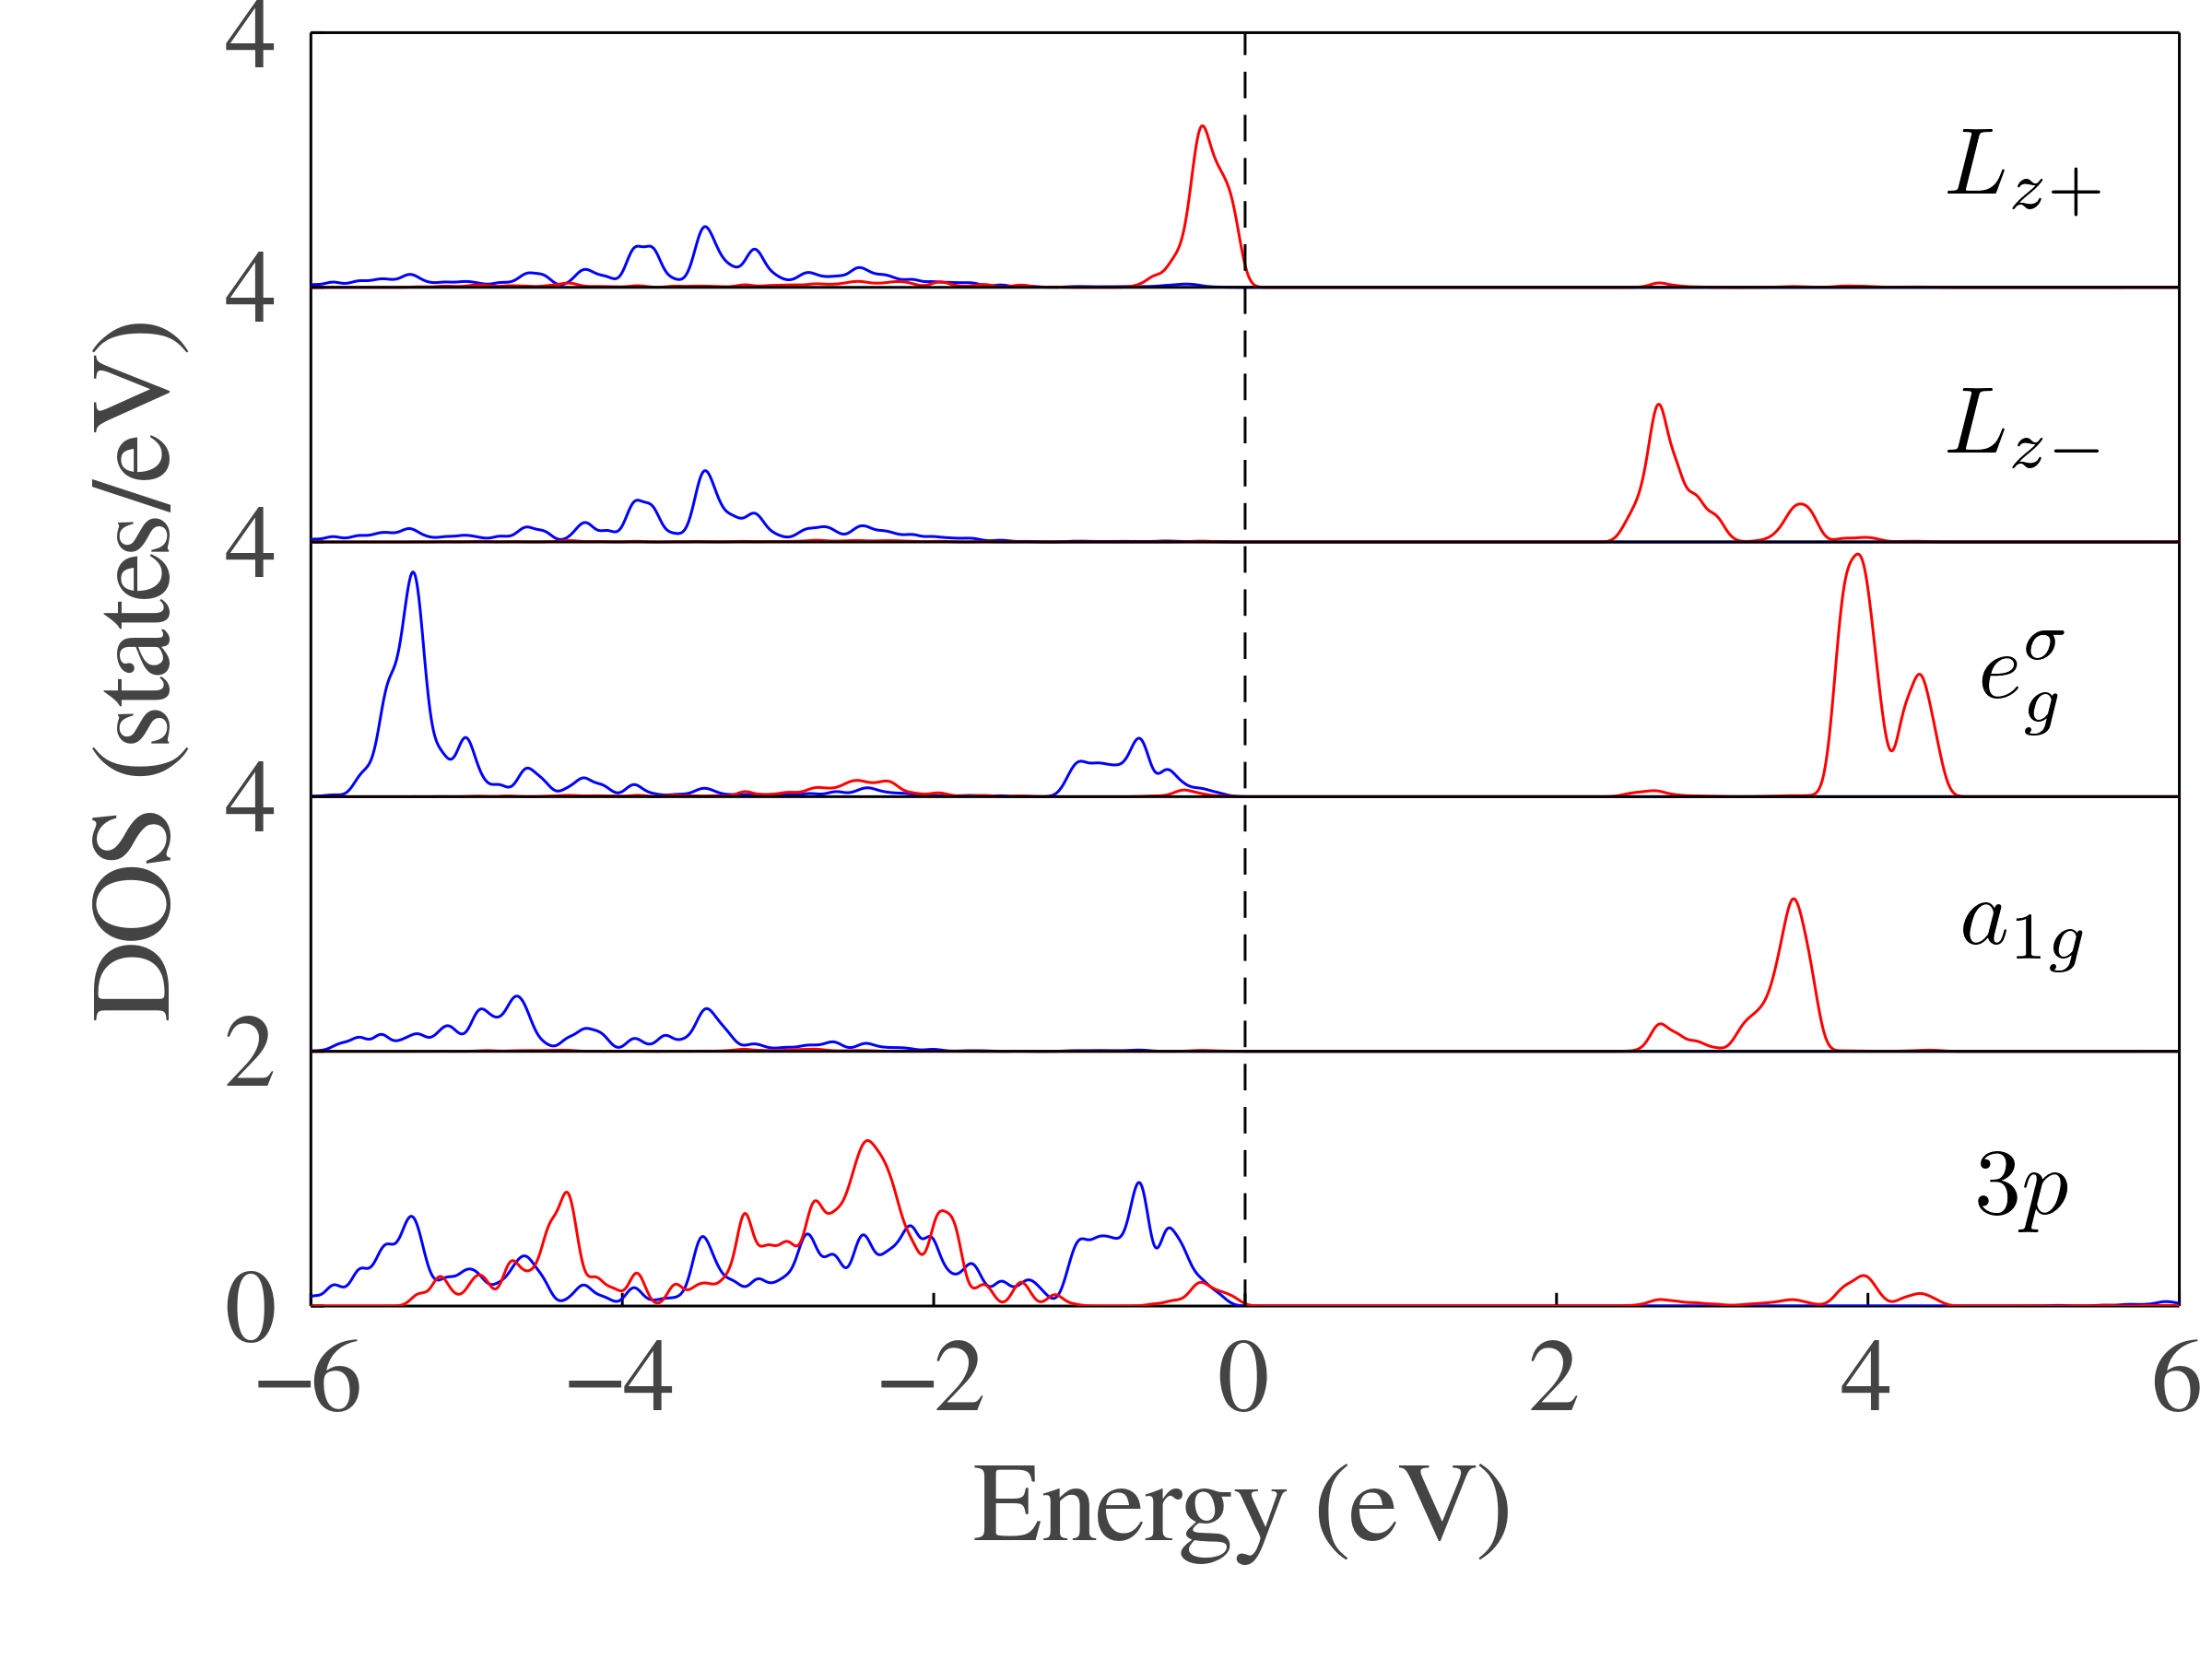 4
L_{z+}
4
L_{z-}
4
e_g^σ
4
a_{1g}
2
3p
0
−6 −4 −2 0 2 4 6
Energy (eV)
DOS (states/eV)